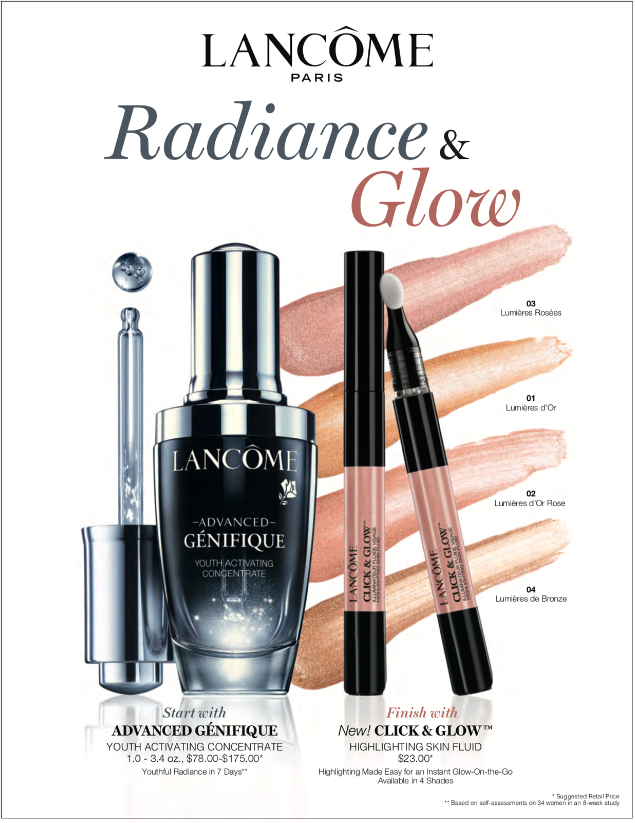 LANCÔME
PARIS
Radiance &
Glow
03
Lumières Rosées
01
Lumières d'Or
02
Lumières d'Or Rose
04
Lumières de Bronze
LANCÔME
–ADVANCED–
GÉNIFIQUE
YOUTH ACTIVATING
CONCENTRATE
LANCÔME
CLICK & GLOW™
LANCÔME
CLICK & GLOW™
Start with
ADVANCED GÉNIFIQUE
YOUTH ACTIVATING CONCENTRATE
1.0 - 3.4 oz., $78.00-$175.00*
Youthful Radiance in 7 Days**
Finish with
New! CLICK & GLOW™
HIGHLIGHTING SKIN FLUID
$23.00*
Highlighting Made Easy for an Instant Glow-On-the-Go
Available in 4 Shades
* Suggested Retail Price
** Based on self-assessments on 34 women in an 8-week study